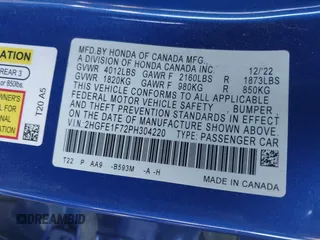 MFD. BY HONDA OF CANADA MFG.,
A DIVISION OF HONDA CANADA INC. 12/'22
GVWR 4012LBS GAWR F 2160LBS R 1873LBS
GVWR 1820KG GAWR F 980KG R 850KG
THIS VEHICLE CONFORMS TO ALL APPLICABLE
FEDERAL MOTOR VEHICLE SAFETY , BUMPER ,
AND THEFT PREVENTION STANDARDS IN EFFECT
ON THE DATE OF MANUFACTURE SHOWN ABOVE.
V.I.N:2HGFE1F72PH304220 TYPE: PASSENGER CAR
T22 P AA9 -B593M -A -H
MADE IN CANADA
ATION
REAR 3
or 850lbs.
T20 A5
DREAMBID